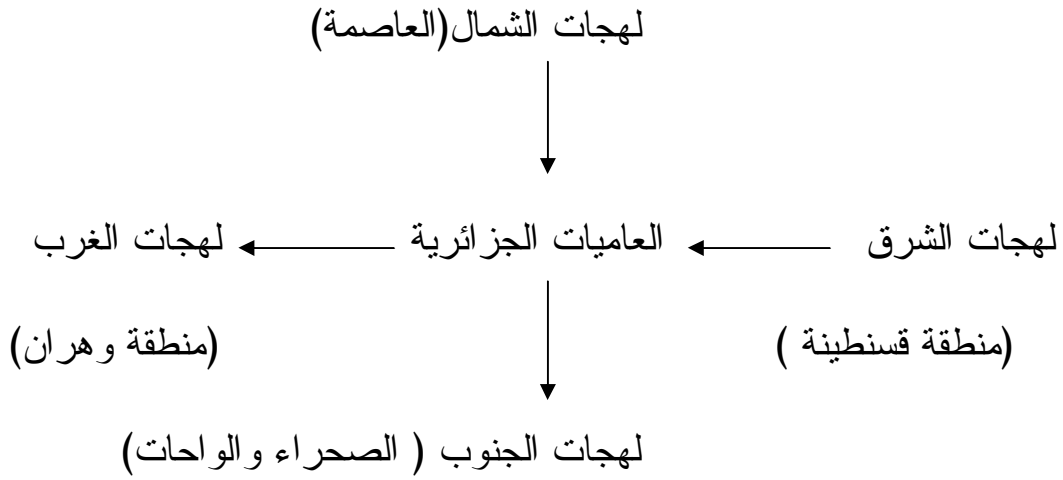 لهجات الشمال(العاصمة)
لهجات الشرق العاميات الجزائرية لهجات الغرب
(منطقة قسنطينة ) (منطقة وهران)
لهجات الجنوب ( الصحراء والواحات)